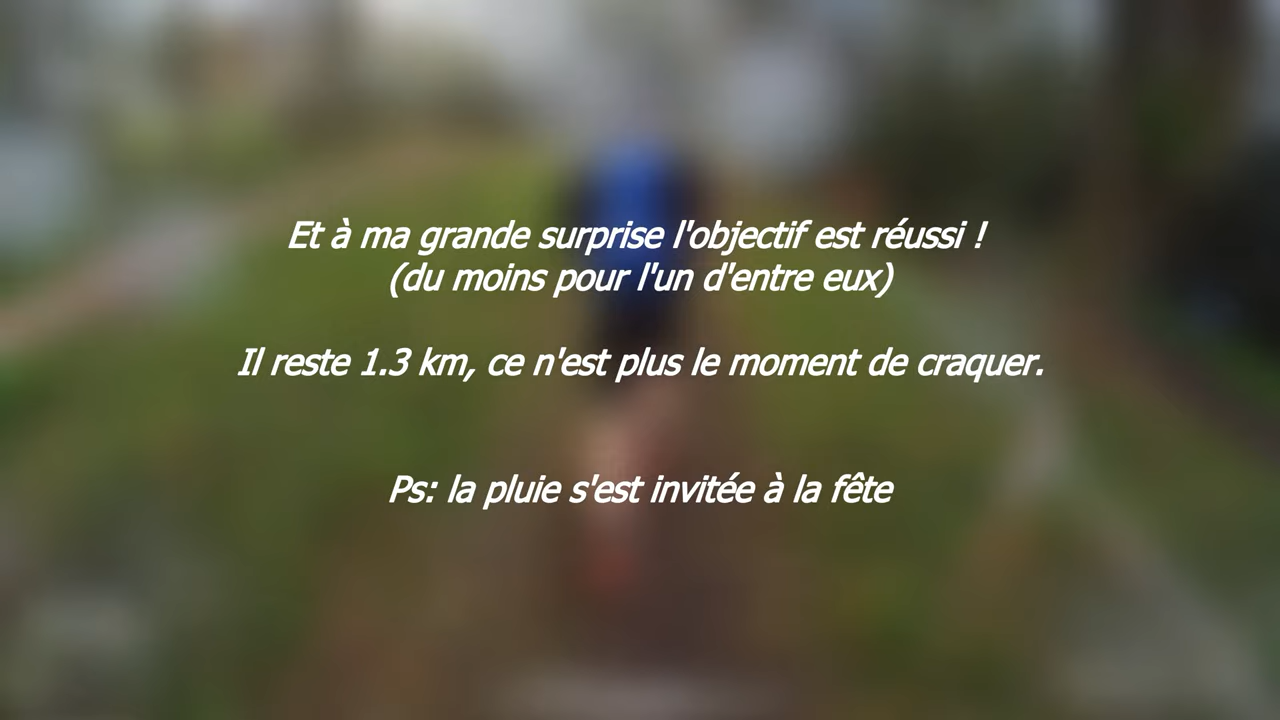 Et à ma grande surprise l'objectif est réussi !
(du moins pour l'un d'entre eux)
Il reste 1.3 km, ce n'est plus le moment de craquer.
Ps: la pluie s'est invitée à la fête